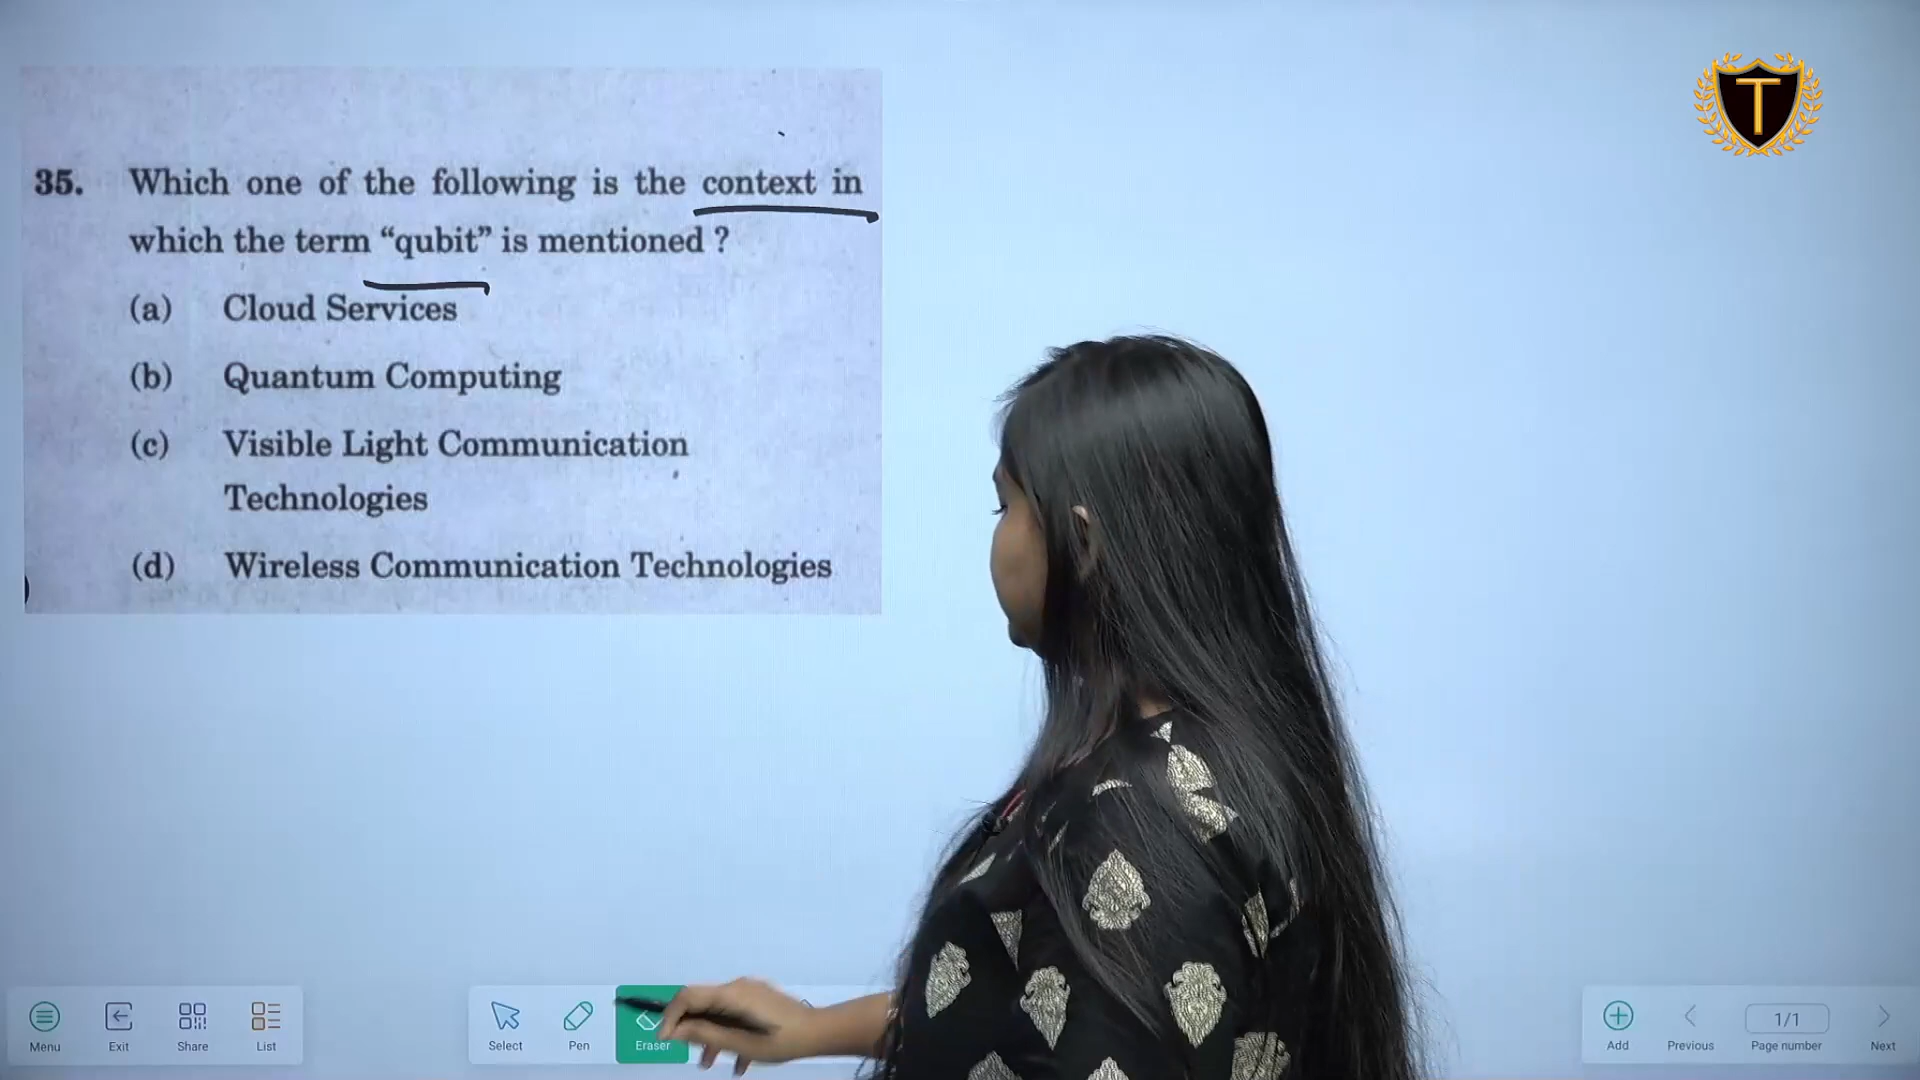 T
35. Which one of the following is the context in
which the term “qubit” is mentioned ?
(a) Cloud Services
(b) Quantum Computing
(c) Visible Light Communication
Technologies
(d) Wireless Communication Technologies
Menu Exit Share List Select Pen Eraser Add Previous 1/1 Page number Next